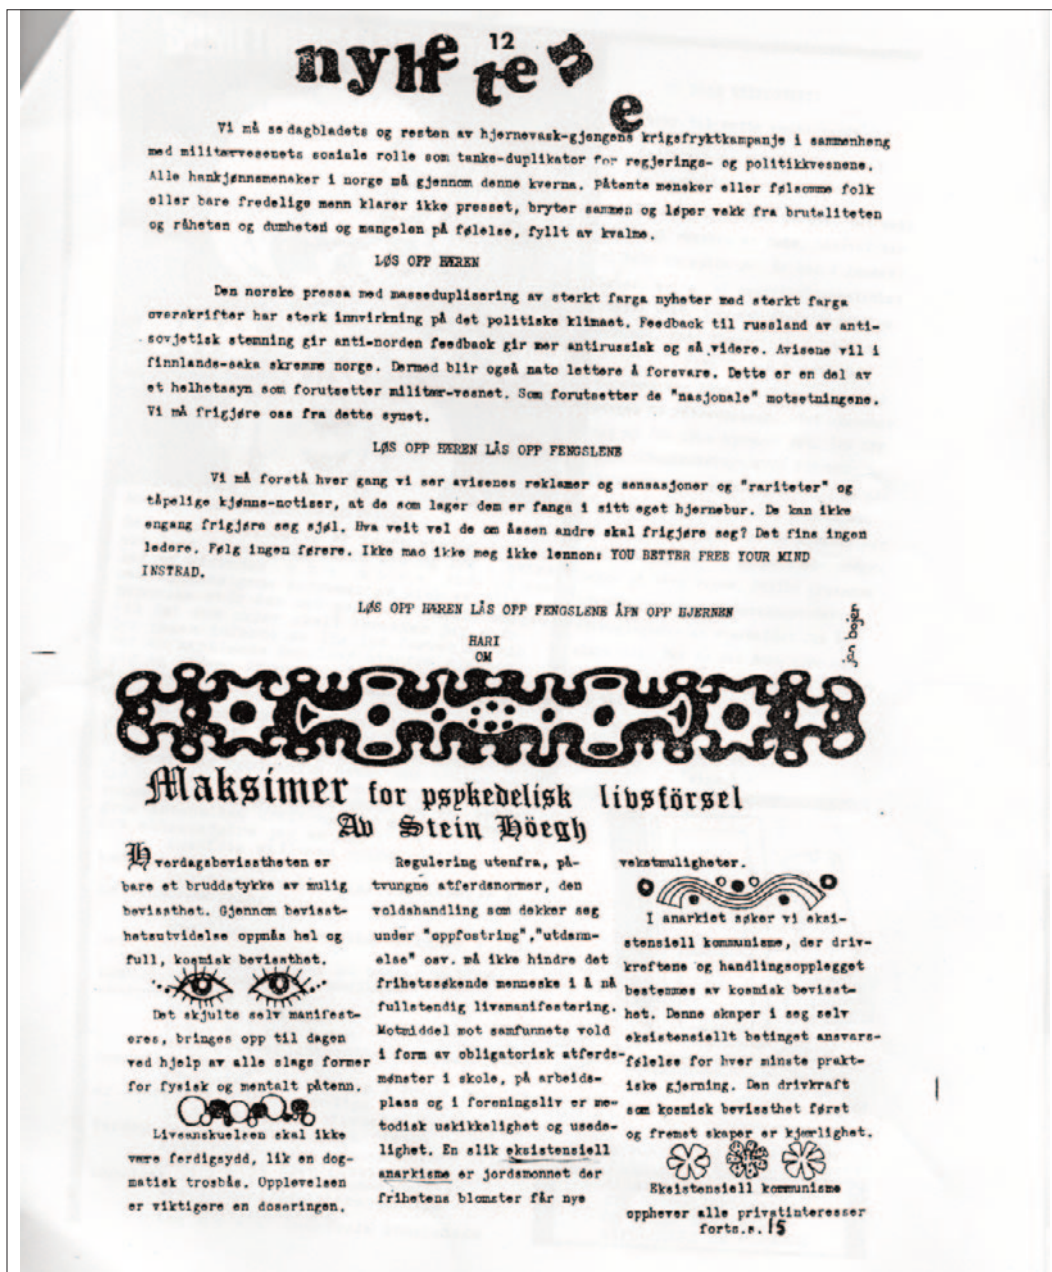 12
nyhetene
Vi må se dagbladets og resten av hjernevask-gjengens krigsfryktkampanje i sammenheng
med militærvesenets sosiale rolle som tanke-duplikator for regjerings- og politikkvesnene.
Alle hankjønnsmensker i norge må gjennom denne kverna. Påtente mensker eller følsomme folk
eller bare fredelige menn klarer ikke presset, bryter sammen og løper vekk fra brutaliteten
og råheten og dumheten og mangelen på følelse, fyllt av kvalme.
LØS OPP HÆREN
Den norske pressa med masseduplisering av sterkt farga nyheter med sterkt farga
overskrifter har sterk innvirkning på det politiske klimaet. Feedback til russland av anti-
sovjetisk stemning gir anti-norden feedback gir mer antirussisk og så videre. Avisene vil i
finnlands-saka skremme norge. Dermed blir også nato lettere å forsvare. Dette er en del av
et helhetssyn som forutsetter militær-vesnet. Som forutsetter de "nasjonale" motsetningene.
Vi må frigjøre oss fra dette synet.
LØS OPP HÆREN LÅS OPP FENGSLENE
Vi må forstå hver gang vi ser avisenes reklamer og sensasjoner og "rariteter" og
tåpelige kjønns-notiser, at de som lager dem er fanga i sitt eget hjernebur. De kan ikke
engang frigjøre seg sjøl. Hva veit vel de om åssen andre skal frigjøre seg? Det fins ingen
ledere. Følg ingen førere. Ikke mao ikke meg ikke lennon: YOU BETTER FREE YOUR MIND
INSTEAD.
LØS OPP HÆREN LÅS OPP FENGSLENE ÅPN OPP HJERNEN
HARI
OM
Maksimer for psykedelisk livsförsel
Av Stein Höegh
Hverdagsbevisstheten er
bare et bruddstykke av mulig
bevissthet. Gjennom bevisst-
hetsutvidelse oppnås hel og
full, kosmisk bevissthet.
Det skjulte selv manifest-
eres, bringes opp til dagen
ved hjelp av alle slags former
for fysisk og mentalt påtenn.
Livsanskuelsen skal ikke
være ferdigsydd, lik en dog-
matisk trosbås. Opplevelsen
er viktigere en doseringen.
Regulering utenfra, på-
tvungne atferdsnormer, den
voldshandling som dekker seg
under "oppfostring","utdann-
else" osv. må ikke hindre det
frihetssøkende menneske i å nå
fullstendig livsmanifestering.
Motmiddel mot samfunnets vold
i form av obligatorisk atferds-
mønster i skole, på arbeids-
plass og i foreningsliv er me-
todisk uskikkelighet og usede-
lighet. En slik eksistensiell
anarkisme er jordsmonnet der
frihetens blomster får nye
vekstmuligheter.
I anarkiet søker vi eksi-
stensiell kommunisme, der driv-
kreftene og handlingsopplegget
bestemmes av kosmisk bevisst-
het. Denne skaper i seg selv
eksistensiellt betinget ansvars-
følelse for hver minste prakt-
iske gjerning. Den drivkraft
som kosmisk bevissthet først
og fremst skaper er kjærlighet.
Eksistensiell kommunisme
opphever alle privatinteresser
forts.s. 15